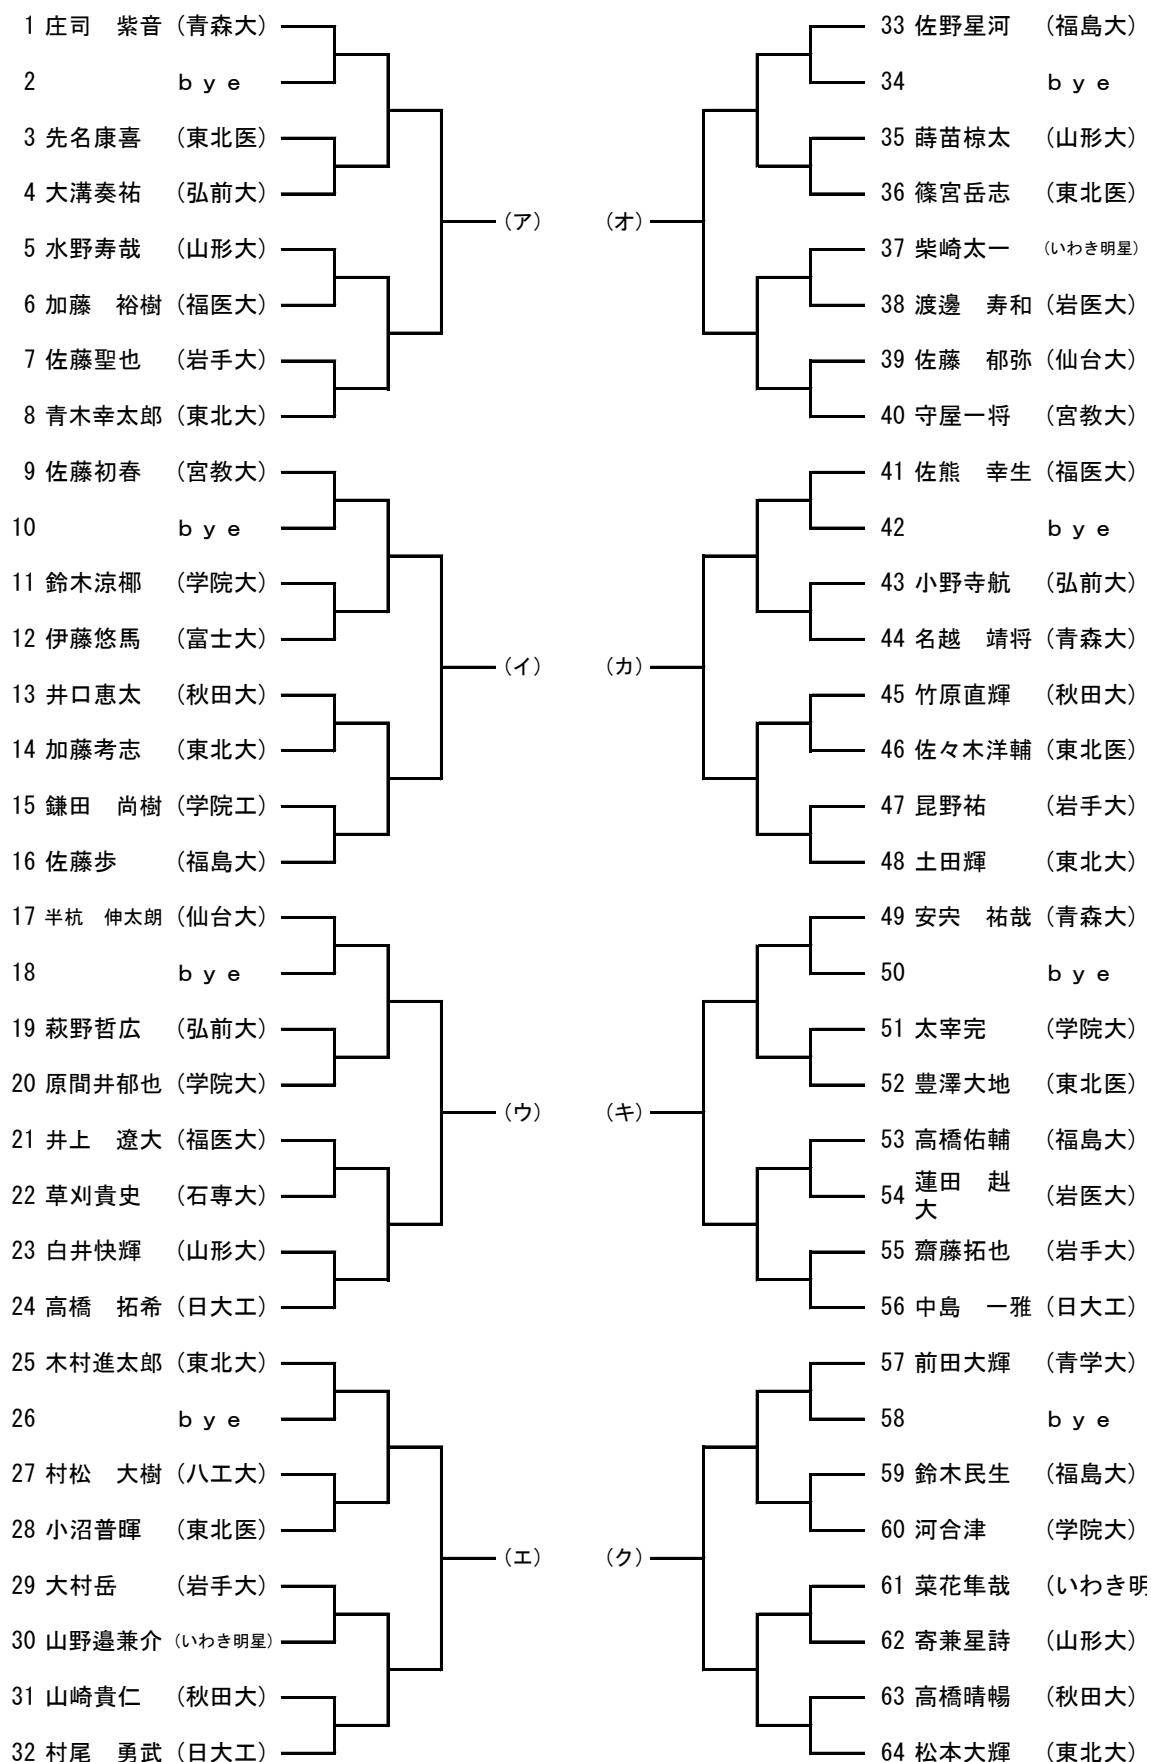 1 庄司　紫音（青森大）
2 ｂｙｅ
3 先名康喜（東北医）
4 大溝奏祐（弘前大）
（ア）
5 水野寿哉（山形大）
6 加藤　裕樹（福医大）
7 佐藤聖也（岩手大）
8 青木幸太郎（東北大）
9 佐藤初春（宮教大）
10 ｂｙｅ
11 鈴木涼椰（学院大）
12 伊藤悠馬（富士大）
（イ）
13 井口恵太（秋田大）
14 加藤考志（東北大）
15 鎌田　尚樹（学院工）
16 佐藤歩（福島大）
17 半杭　伸太朗（仙台大）
18 ｂｙｅ
19 萩野哲広（弘前大）
20 原間井郁也（学院大）
（ウ）
21 井上　遼大（福医大）
22 草刈貴史（石専大）
23 白井快輝（山形大）
24 高橋　拓希（日大工）
25 木村進太郎（東北大）
26 ｂｙｅ
27 村松　大樹（八工大）
28 小沼普暉（東北医）
（エ）
29 大村岳（岩手大）
30 山野邉兼介（いわき明星）
31 山崎貴仁（秋田大）
32 村尾　勇武（日大工）
33 佐野星河（福島大）
34 ｂｙｅ
35 蒔苗椋太（山形大）
36 篠宮岳志（東北医）
（オ）
37 柴崎太一（いわき明星）
38 渡邊　寿和（岩医大）
39 佐藤　郁弥（仙台大）
40 守屋一将（宮教大）
41 佐熊　幸生（福医大）
42 ｂｙｅ
43 小野寺航（弘前大）
44 名越　靖将（青森大）
（カ）
45 竹原直輝（秋田大）
46 佐々木洋輔（東北医）
47 昆野祐（岩手大）
48 土田輝（東北大）
49 安宍　祐哉（青森大）
50 ｂｙｅ
51 太宰完（学院大）
52 豊澤大地（東北医）
（キ）
53 高橋佑輔（福島大）
54 蓮田　赳
大（岩医大）
55 齋藤拓也（岩手大）
56 中島　一雅（日大工）
57 前田大輝（青学大）
58 ｂｙｅ
59 鈴木民生（福島大）
60 河合津（学院大）
（ク）
61 菜花隼哉（いわき明
62 寄兼星詩（山形大）
63 高橋晴暢（秋田大）
64 松本大輝（東北大）